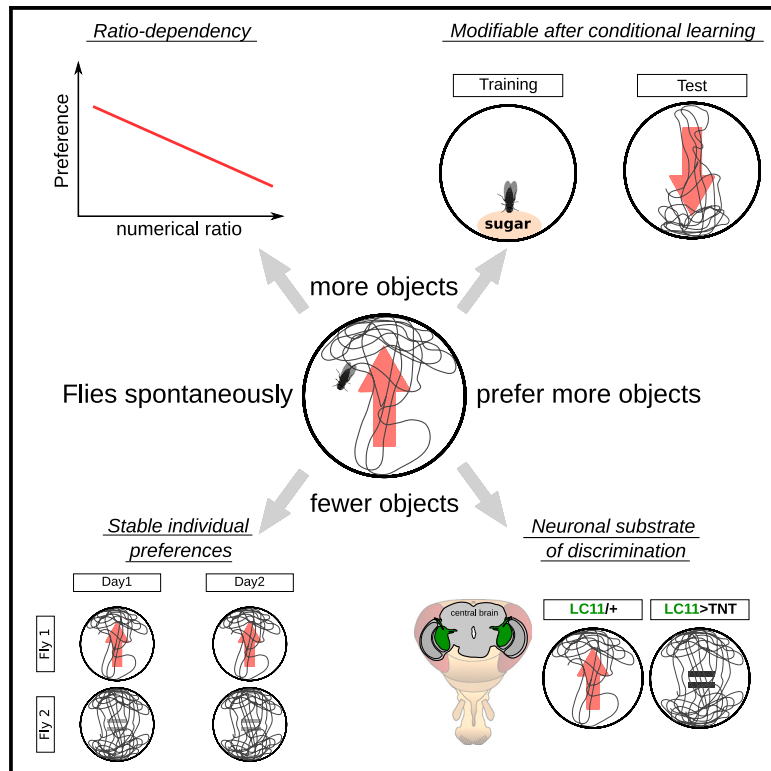 Ratio-dependency
Preference
numerical ratio
Modifiable after conditional learning
Training
Test
sugar
more objects
Flies spontaneously
prefer more objects
fewer objects
Stable individual
preferences
Day1
Day2
Fly 1
Fly 2
Neuronal substrate
of discrimination
central brain
LC11/+
LC11>TNT